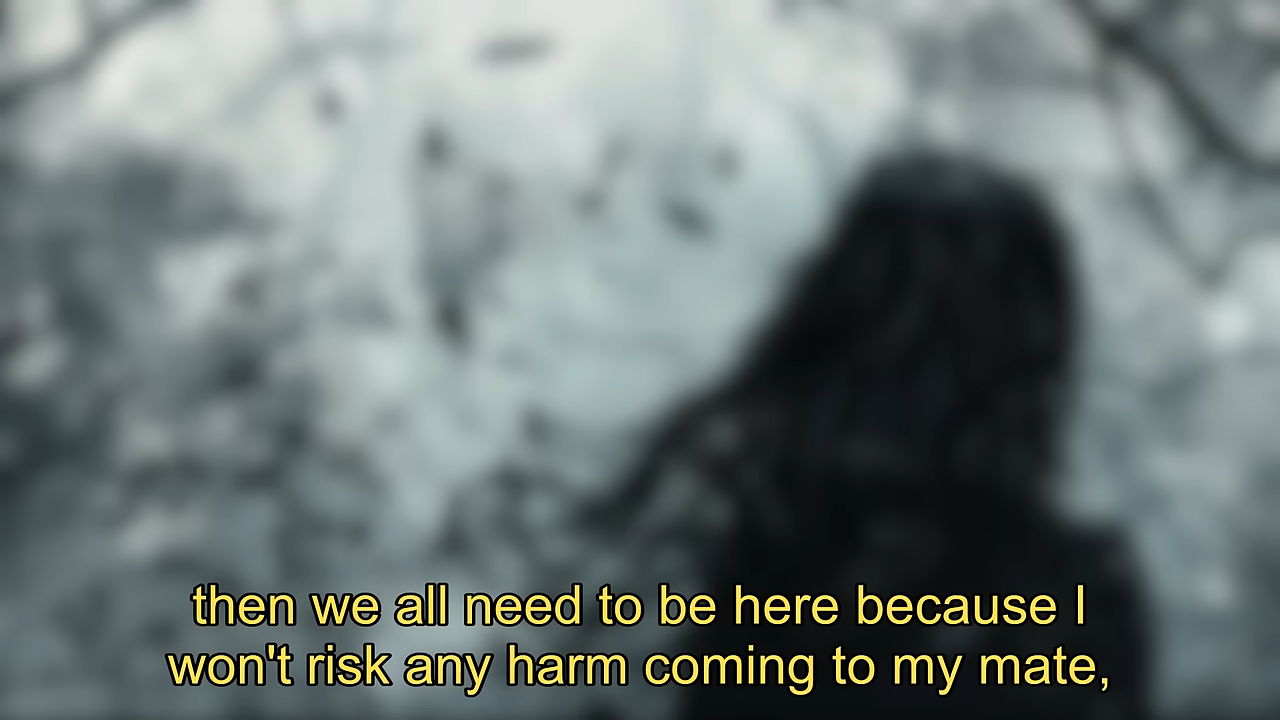 then we all need to be here because I
won't risk any harm coming to my mate,